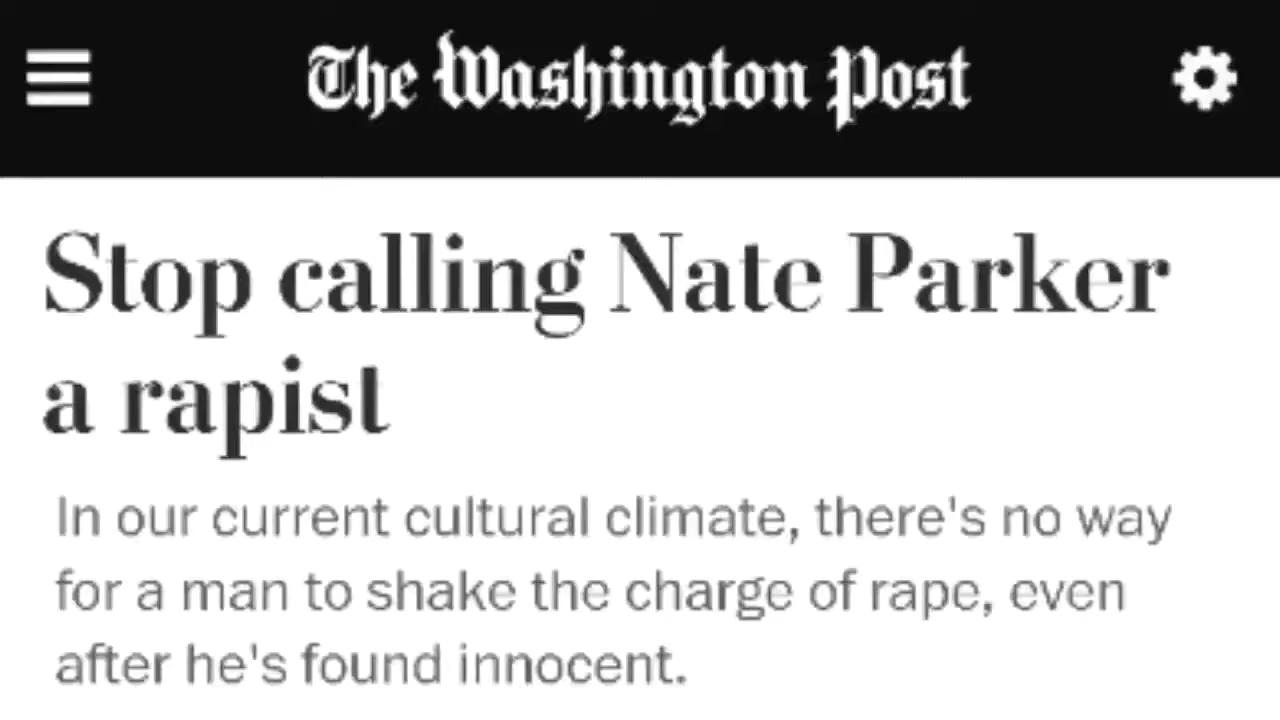 The Washington Post
Stop calling Nate Parker
a rapist
In our current cultural climate, there's no way
for a man to shake the charge of rape, even
after he's found innocent.